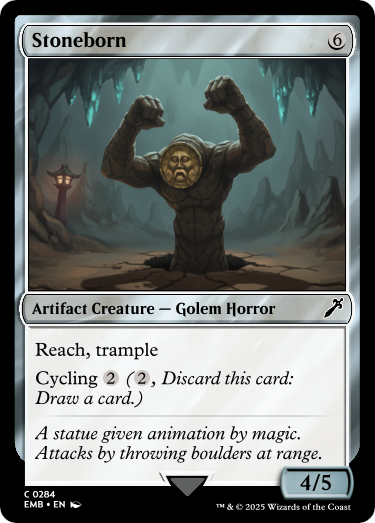 Stoneborn 6
Artifact Creature — Golem Horror
Reach, trample
Cycling 2 (2, Discard this card:
Draw a card.)
A statue given animation by magic.
Attacks by throwing boulders at range.
4/5
C 0284
EMB • EN
™ & © 2025 Wizards of the Coast